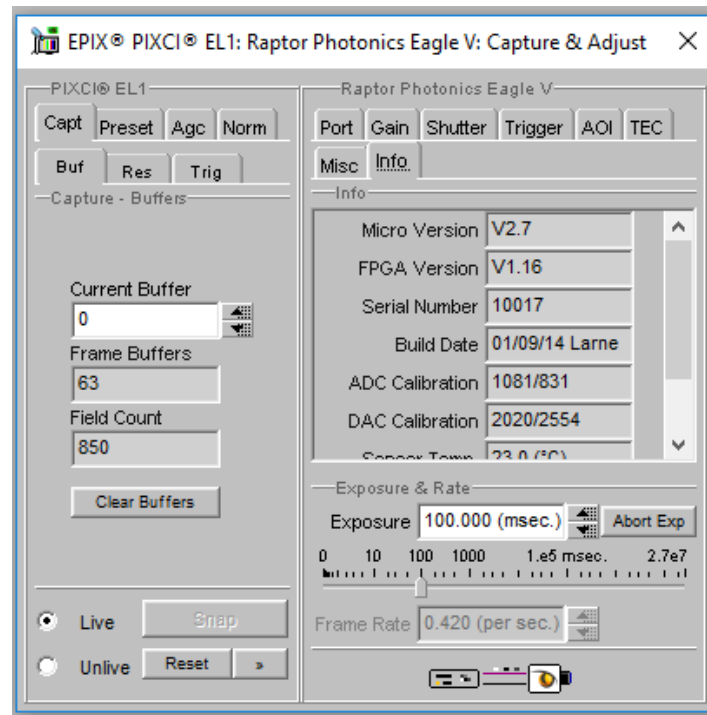 EPIX® PIXCI® EL1: Raptor Photonics Eagle V: Capture & Adjust
PIXCI® EL1
Capt Preset Agc Norm
Buf Res Trig
Capture - Buffers
Current Buffer
0
Frame Buffers
63
Field Count
850
Clear Buffers
Live Snap
Unlive Reset »
Raptor Photonics Eagle V
Port Gain Shutter Trigger AOI TEC
Misc Info
Info
Micro Version V2.7
FPGA Version V1.16
Serial Number 10017
Build Date 01/09/14 Larne
ADC Calibration 1081/831
DAC Calibration 2020/2554
Sensor Temp 23.0 (°C)
Exposure & Rate
Exposure 100.000 (msec.) Abort Exp
0 10 100 1000 1.e5 msec. 2.7e7
Frame Rate 0.420 (per sec.)